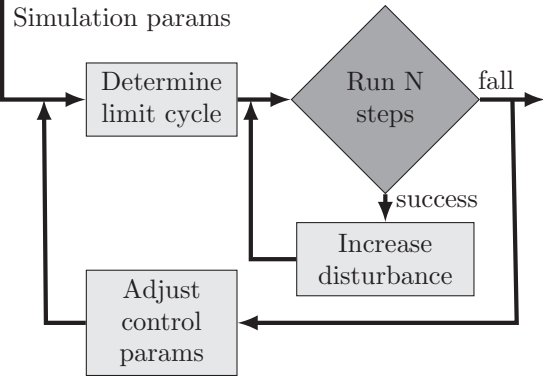 Simulation params
Determine
limit cycle
Run N
steps
fall
success
Increase
disturbance
Adjust
control
params